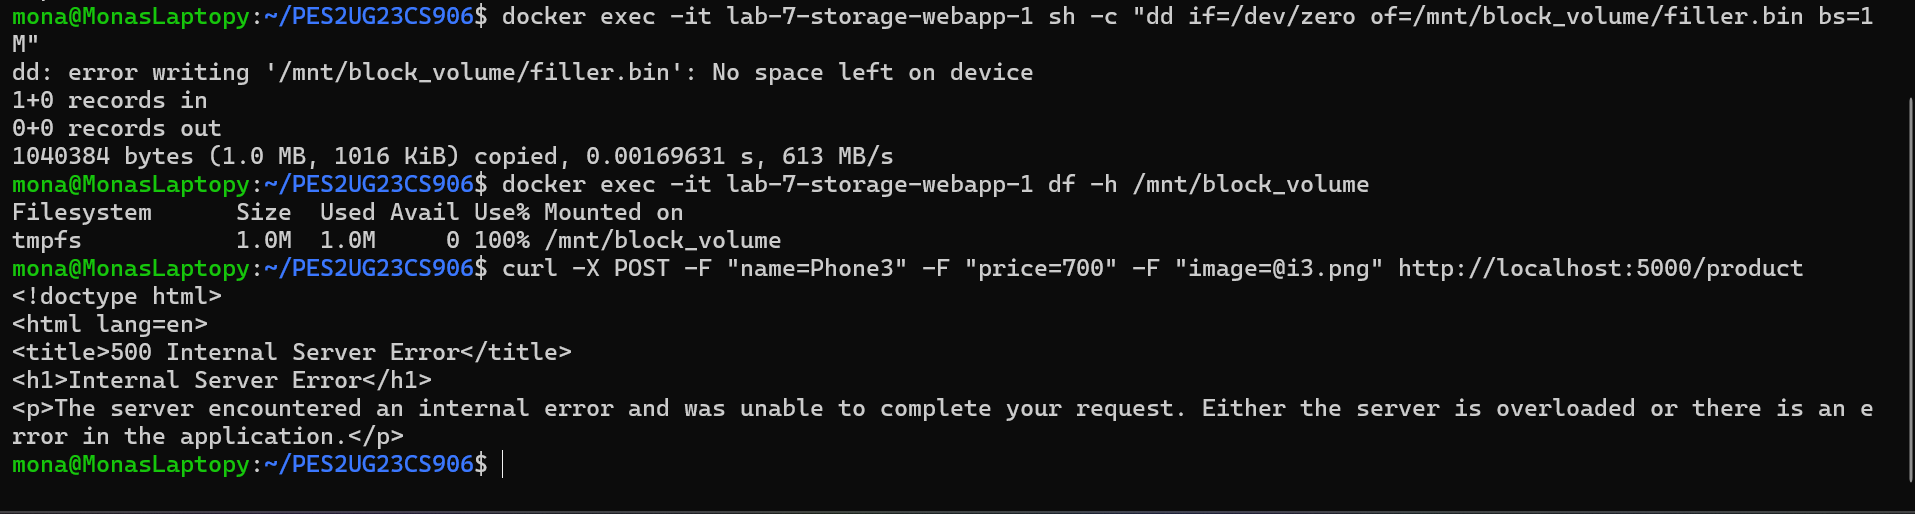 mona@MonasLaptopy:~/PES2UG23CS906$ docker exec -it lab-7-storage-webapp-1 sh -c "dd if=/dev/zero of=/mnt/block_volume/filler.bin bs=1
M"
dd: error writing '/mnt/block_volume/filler.bin': No space left on device
1+0 records in
0+0 records out
1040384 bytes (1.0 MB, 1016 KiB) copied, 0.00169631 s, 613 MB/s
mona@MonasLaptopy:~/PES2UG23CS906$ docker exec -it lab-7-storage-webapp-1 df -h /mnt/block_volume
Filesystem      Size  Used Avail Use% Mounted on
tmpfs           1.0M  1.0M     0 100% /mnt/block_volume
mona@MonasLaptopy:~/PES2UG23CS906$ curl -X POST -F "name=Phone3" -F "price=700" -F "image=@i3.png" http://localhost:5000/product
<!doctype html>
<html lang=en>
<title>500 Internal Server Error</title>
<h1>Internal Server Error</h1>
<p>The server encountered an internal error and was unable to complete your request. Either the server is overloaded or there is an e
rror in the application.</p>
mona@MonasLaptopy:~/PES2UG23CS906$